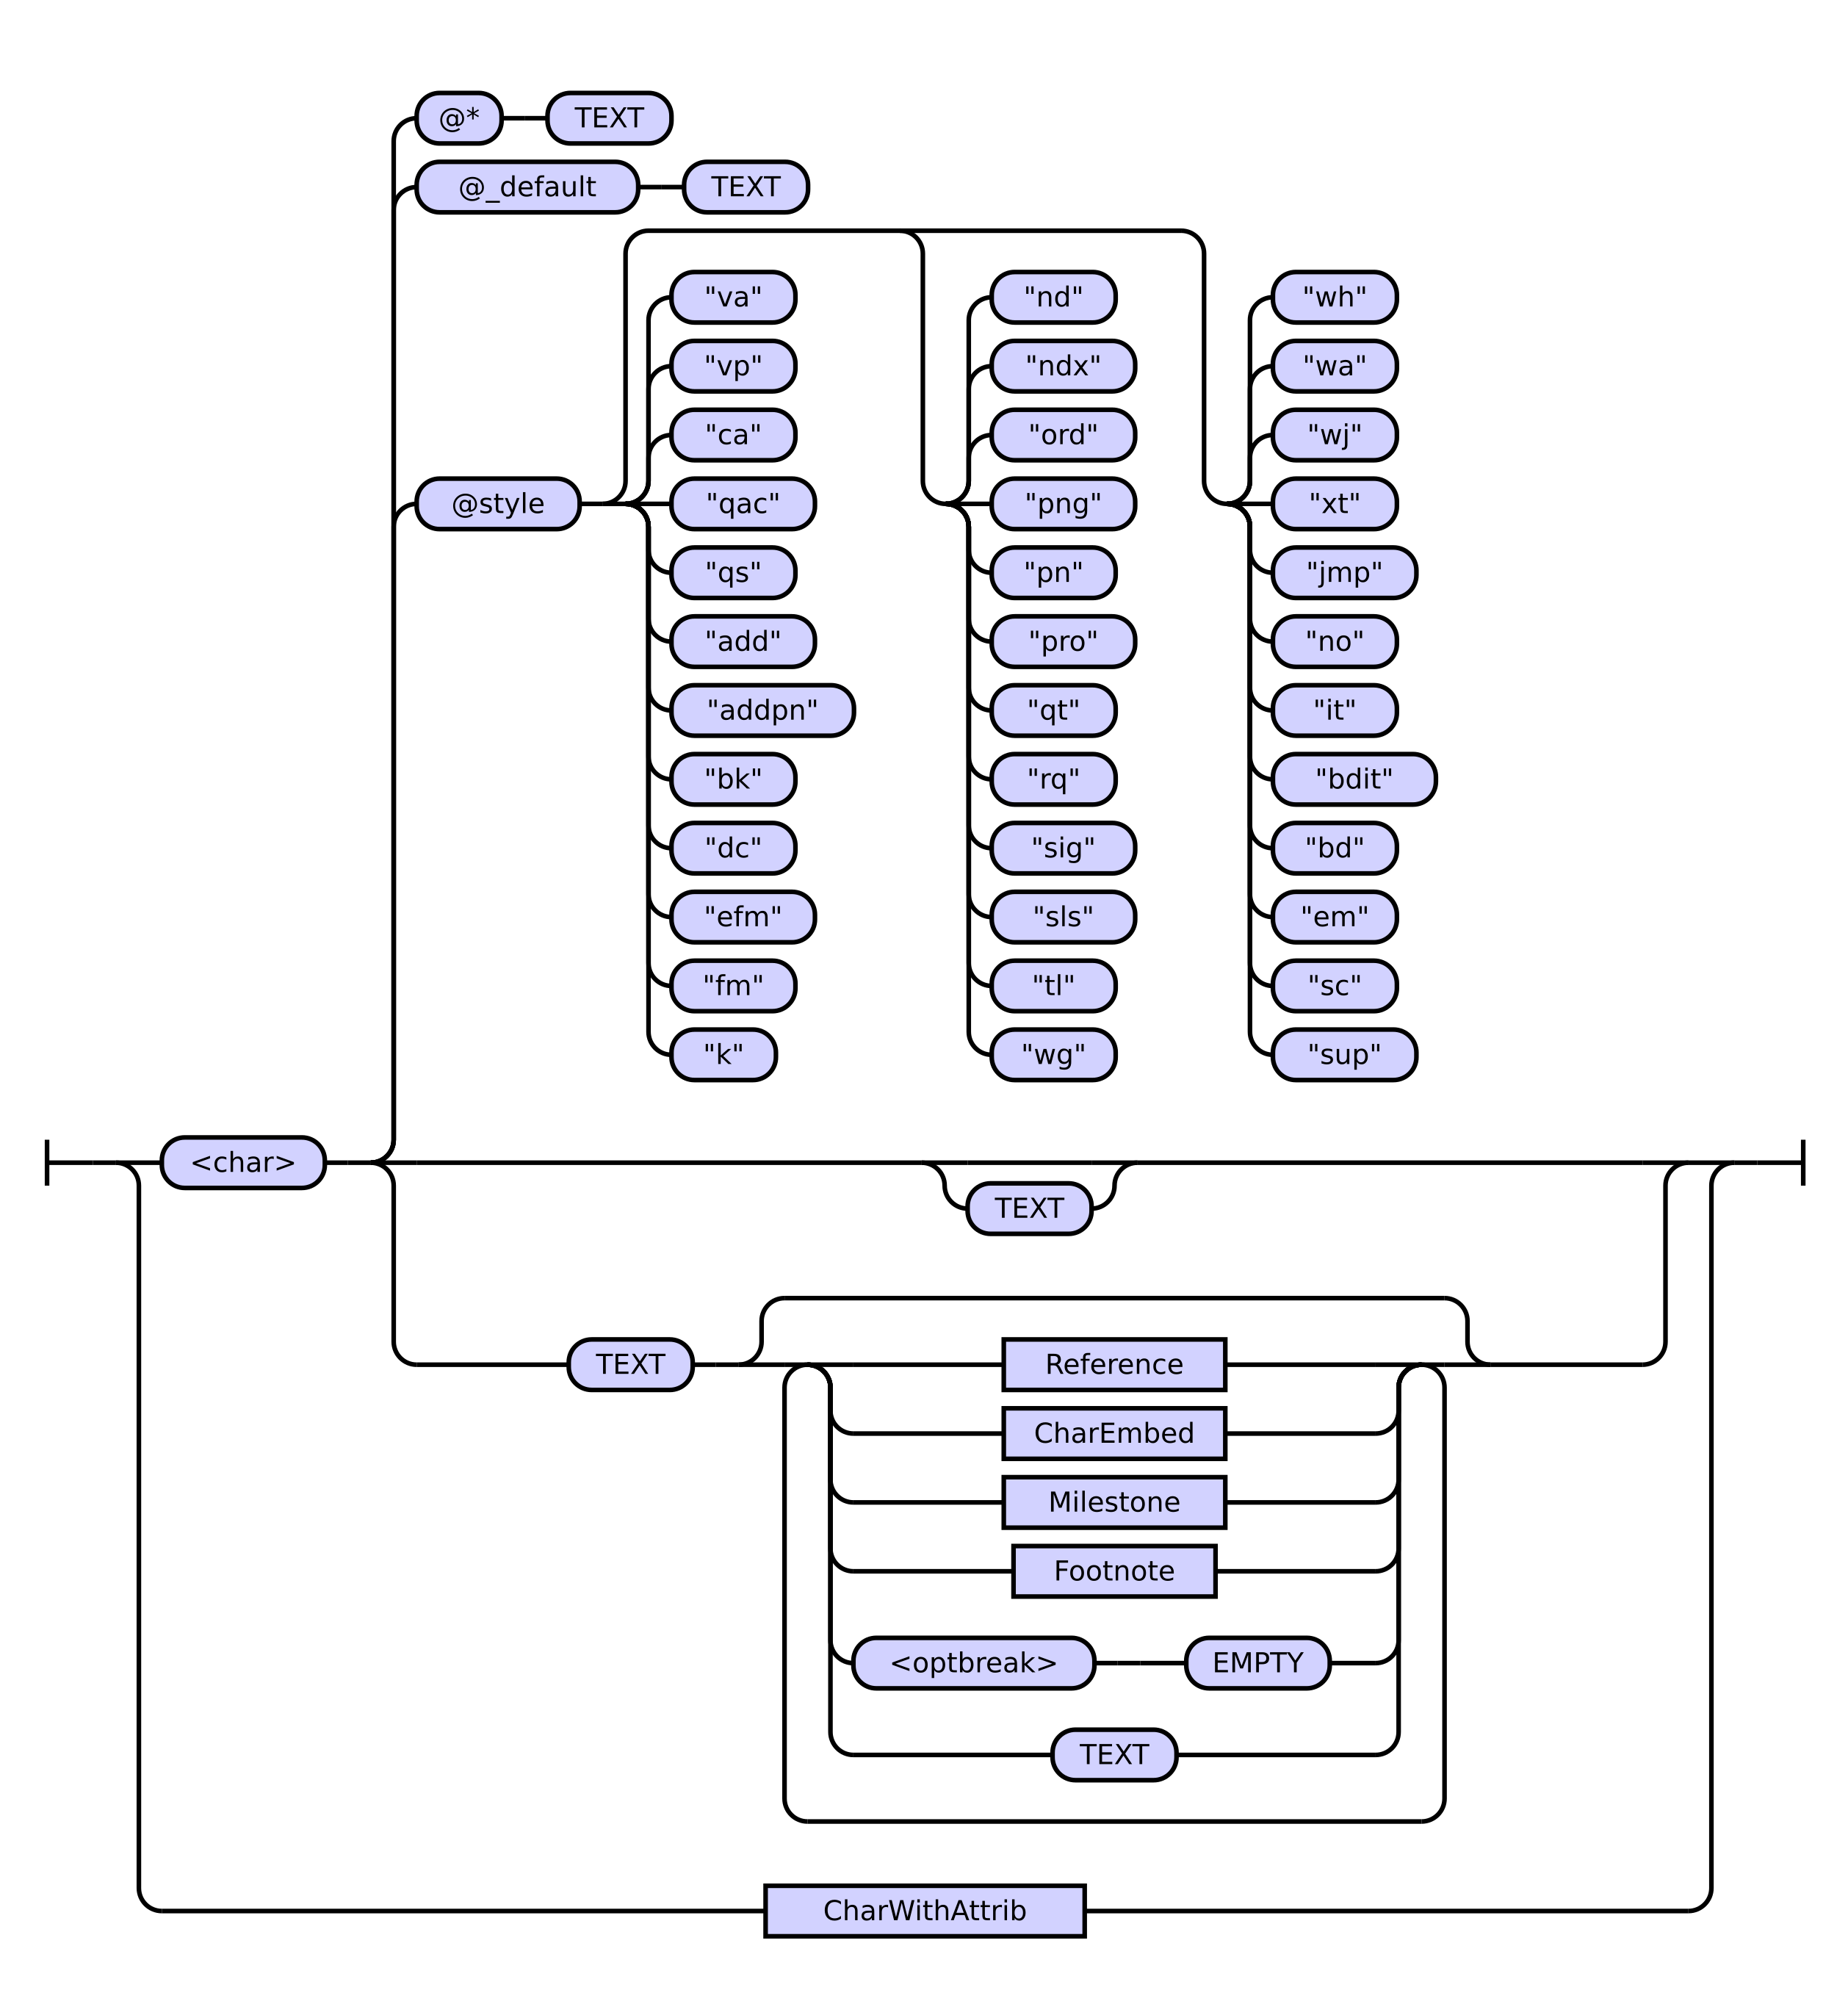 @* TEXT
@_default TEXT
"va" "nd" "wh"
"vp" "ndx" "wa"
"ca" "ord" "wj"
@style "qac" "png" "xt"
"qs" "pn" "jmp"
"add" "pro" "no"
"addpn" "qt" "it"
"bk" "rq" "bdit"
"dc" "sig" "bd"
"efm" "sls" "em"
"fm" "tl" "sc"
"k" "wg" "sup"
<char>
TEXT
TEXT Reference
CharEmbed
Milestone
Footnote
<optbreak> EMPTY
TEXT
CharWithAttrib